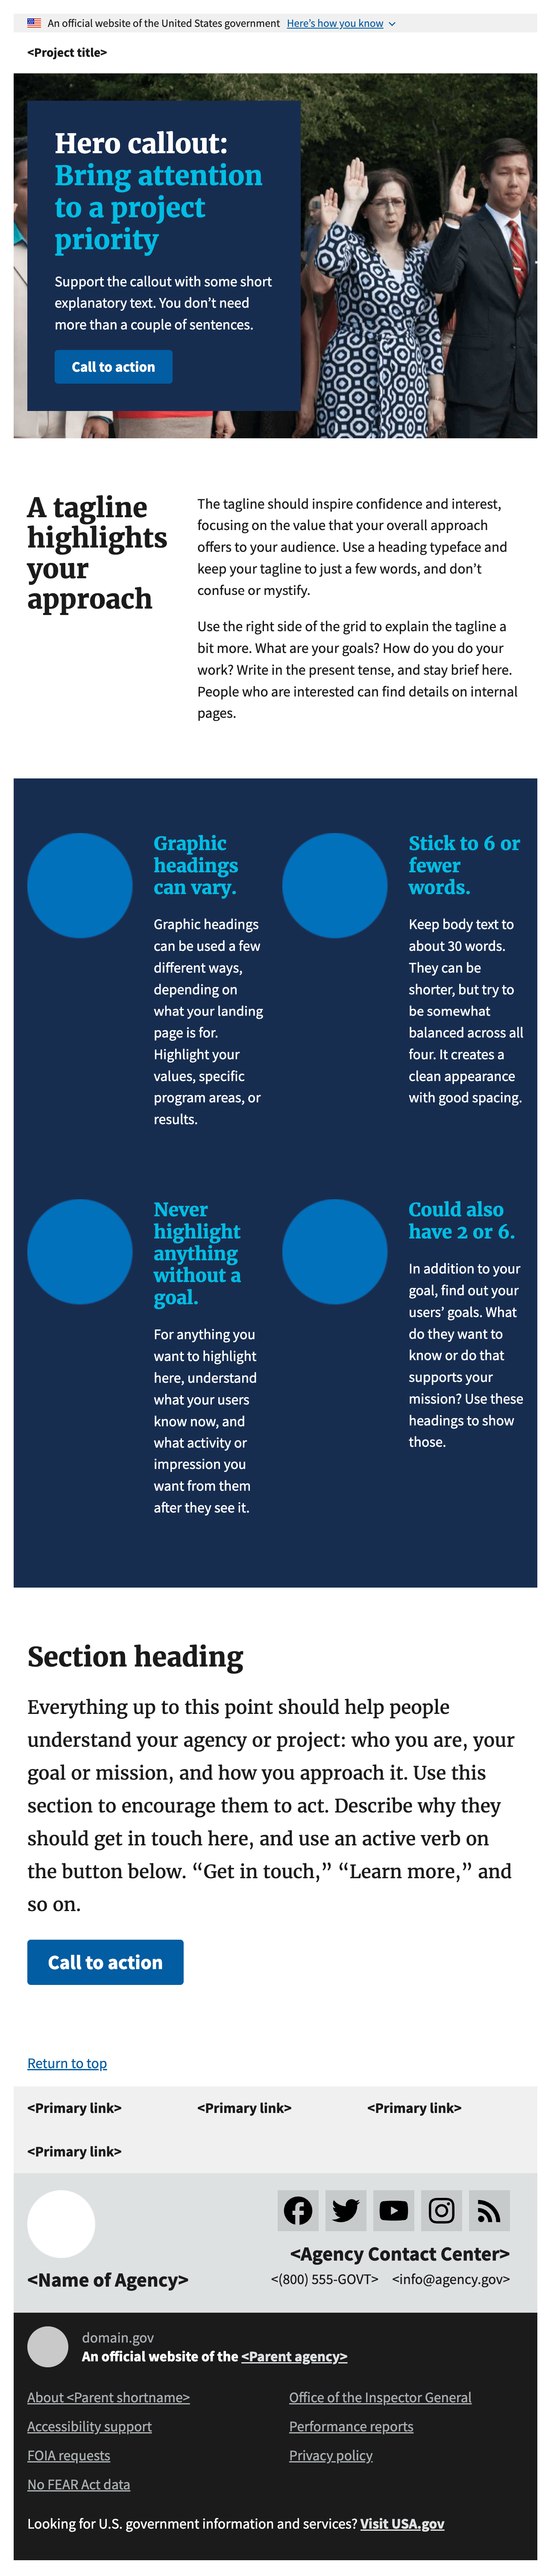 An official website of the United States government Here’s how you know
<Project title>
Hero callout:
Bring attention
to a project
priority
Support the callout with some short
explanatory text. You don’t need
more than a couple of sentences.
Call to action
A tagline
highlights
your
approach
The tagline should inspire confidence and interest,
focusing on the value that your overall approach
offers to your audience. Use a heading typeface and
keep your tagline to just a few words, and don’t
confuse or mystify.
Use the right side of the grid to explain the tagline a
bit more. What are your goals? How do you do your
work? Write in the present tense, and stay brief here.
People who are interested can find details on internal
pages.
Graphic
headings
can vary.
Graphic headings
can be used a few
different ways,
depending on
what your landing
page is for.
Highlight your
values, specific
program areas, or
results.
Stick to 6 or
fewer
words.
Keep body text to
about 30 words.
They can be
shorter, but try to
be somewhat
balanced across all
four. It creates a
clean appearance
with good spacing.
Never
highlight
anything
without a
goal.
For anything you
want to highlight
here, understand
what your users
know now, and
what activity or
impression you
want from them
after they see it.
Could also
have 2 or 6.
In addition to your
goal, find out your
users’ goals. What
do they want to
know or do that
supports your
mission? Use these
headings to show
those.
Section heading
Everything up to this point should help people
understand your agency or project: who you are, your
goal or mission, and how you approach it. Use this
section to encourage them to act. Describe why they
should get in touch here, and use an active verb on
the button below. “Get in touch,” “Learn more,” and
so on.
Call to action
Return to top
<Primary link> <Primary link> <Primary link>
<Primary link>
<Name of Agency>
<Agency Contact Center>
<(800) 555-GOVT> <info@agency.gov>
domain.gov
An official website of the <Parent agency>
About <Parent shortname>
Accessibility support
FOIA requests
No FEAR Act data
Office of the Inspector General
Performance reports
Privacy policy
Looking for U.S. government information and services? Visit USA.gov